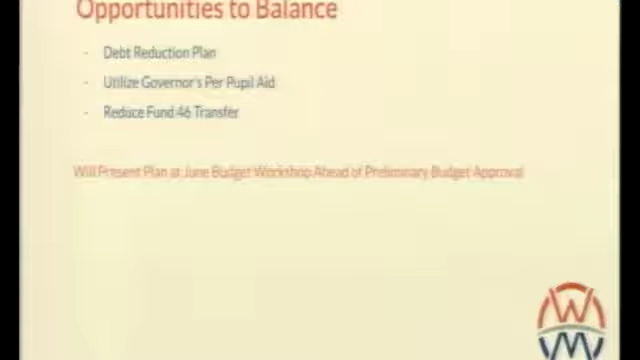 Opportunities to Balance
- Debt Reduction Plan
- Utilize Governor's Per Pupil Aid
- Reduce Fund 46 Transfer
Will Present Plan at June Budget Workshop Ahead of Preliminary Budget Approval
W
M